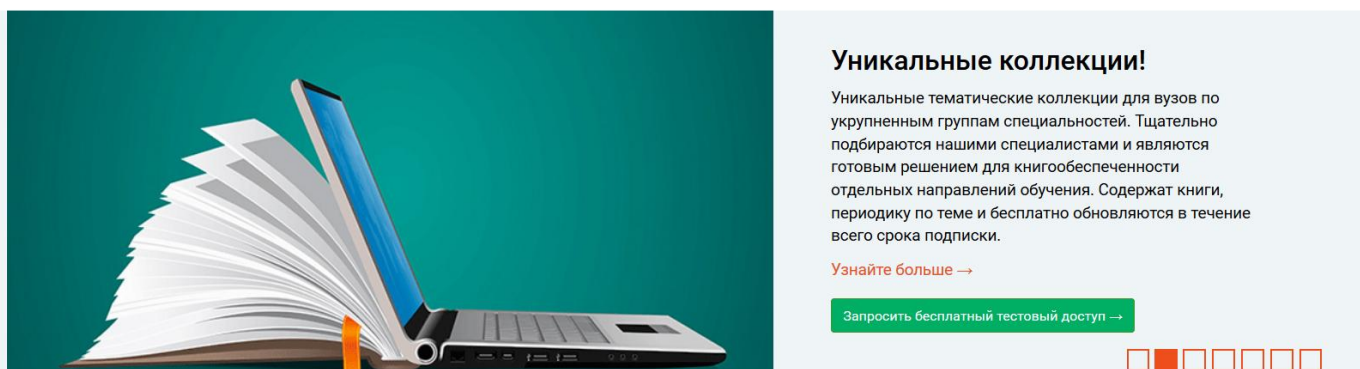 Уникальные коллекции!
Уникальные тематические коллекции для вузов по
укрупненным группам специальностей. Тщательно
подбираются нашими специалистами и являются
готовым решением для книгообеспеченности
отдельных направлений обучения. Содержат книги,
периодику по теме и бесплатно обновляются в течение
всего срока подписки.
Узнайте больше →
Запросить бесплатный тестовый доступ →